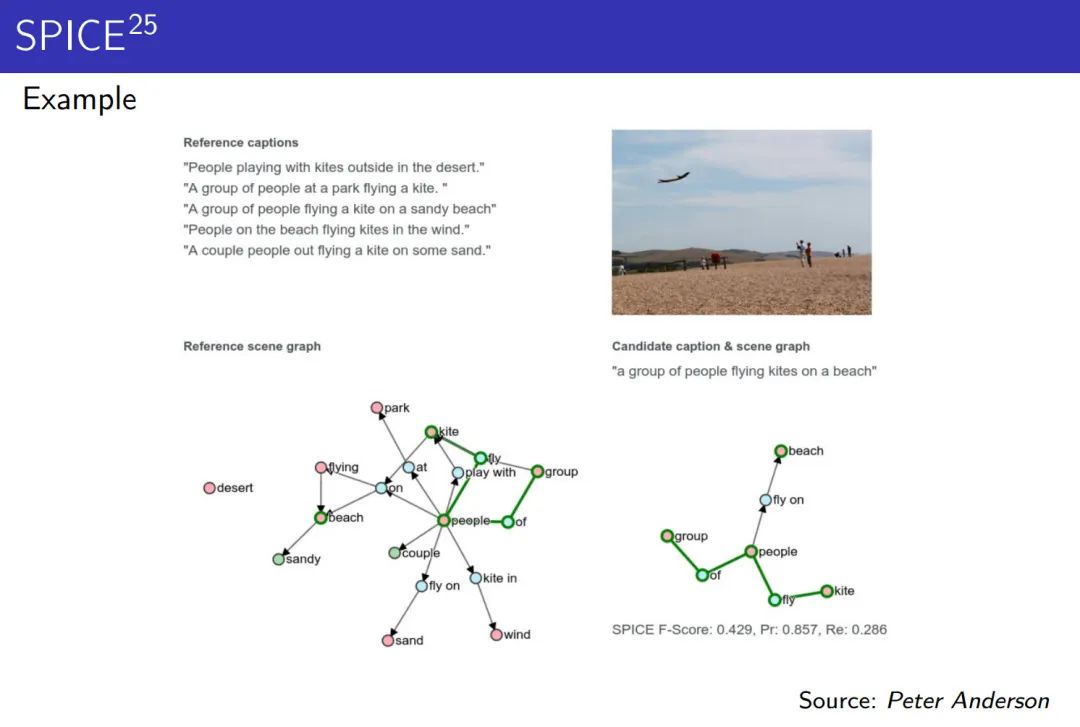 SPICE25
Example
Reference captions
"People playing with kites outside in the desert."
"A group of people at a park flying a kite. "
"A group of people flying a kite on a sandy beach"
"People on the beach flying kites in the wind."
"A couple people out flying a kite on some sand."
Reference scene graph
park
kite
fly
flying
at
play with
group
desert
on
beach
people
of
sandy
couple
fly on
kite in
sand
wind
Candidate caption & scene graph
"a group of people flying kites on a beach"
beach
fly on
group
people
of
fly
kite
SPICE F-Score: 0.429, Pr: 0.857, Re: 0.286
Source: Peter Anderson